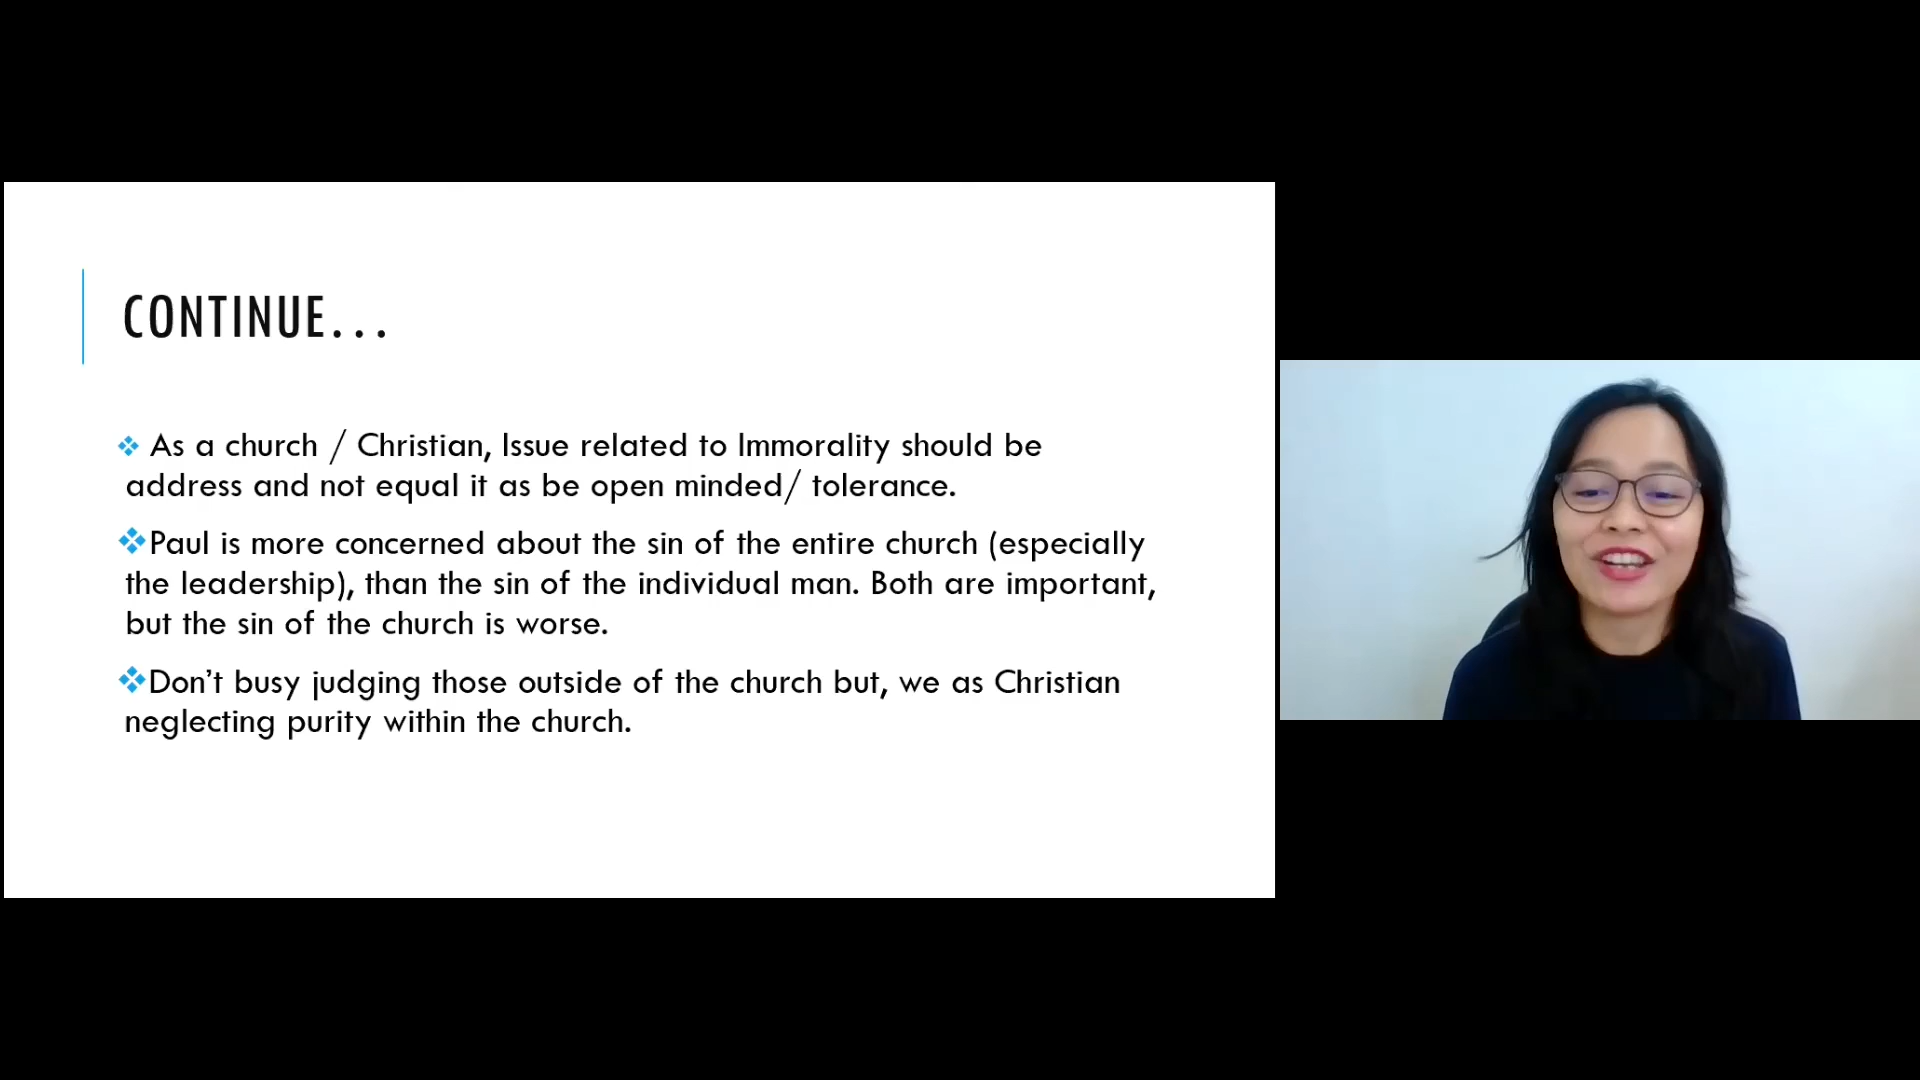 CONTINUE...
As a church / Christian, Issue related to Immorality should be
address and not equal it as be open minded/ tolerance.
Paul is more concerned about the sin of the entire church (especially
the leadership), than the sin of the individual man. Both are important,
but the sin of the church is worse.
Don’t busy judging those outside of the church but, we as Christian
neglecting purity within the church.